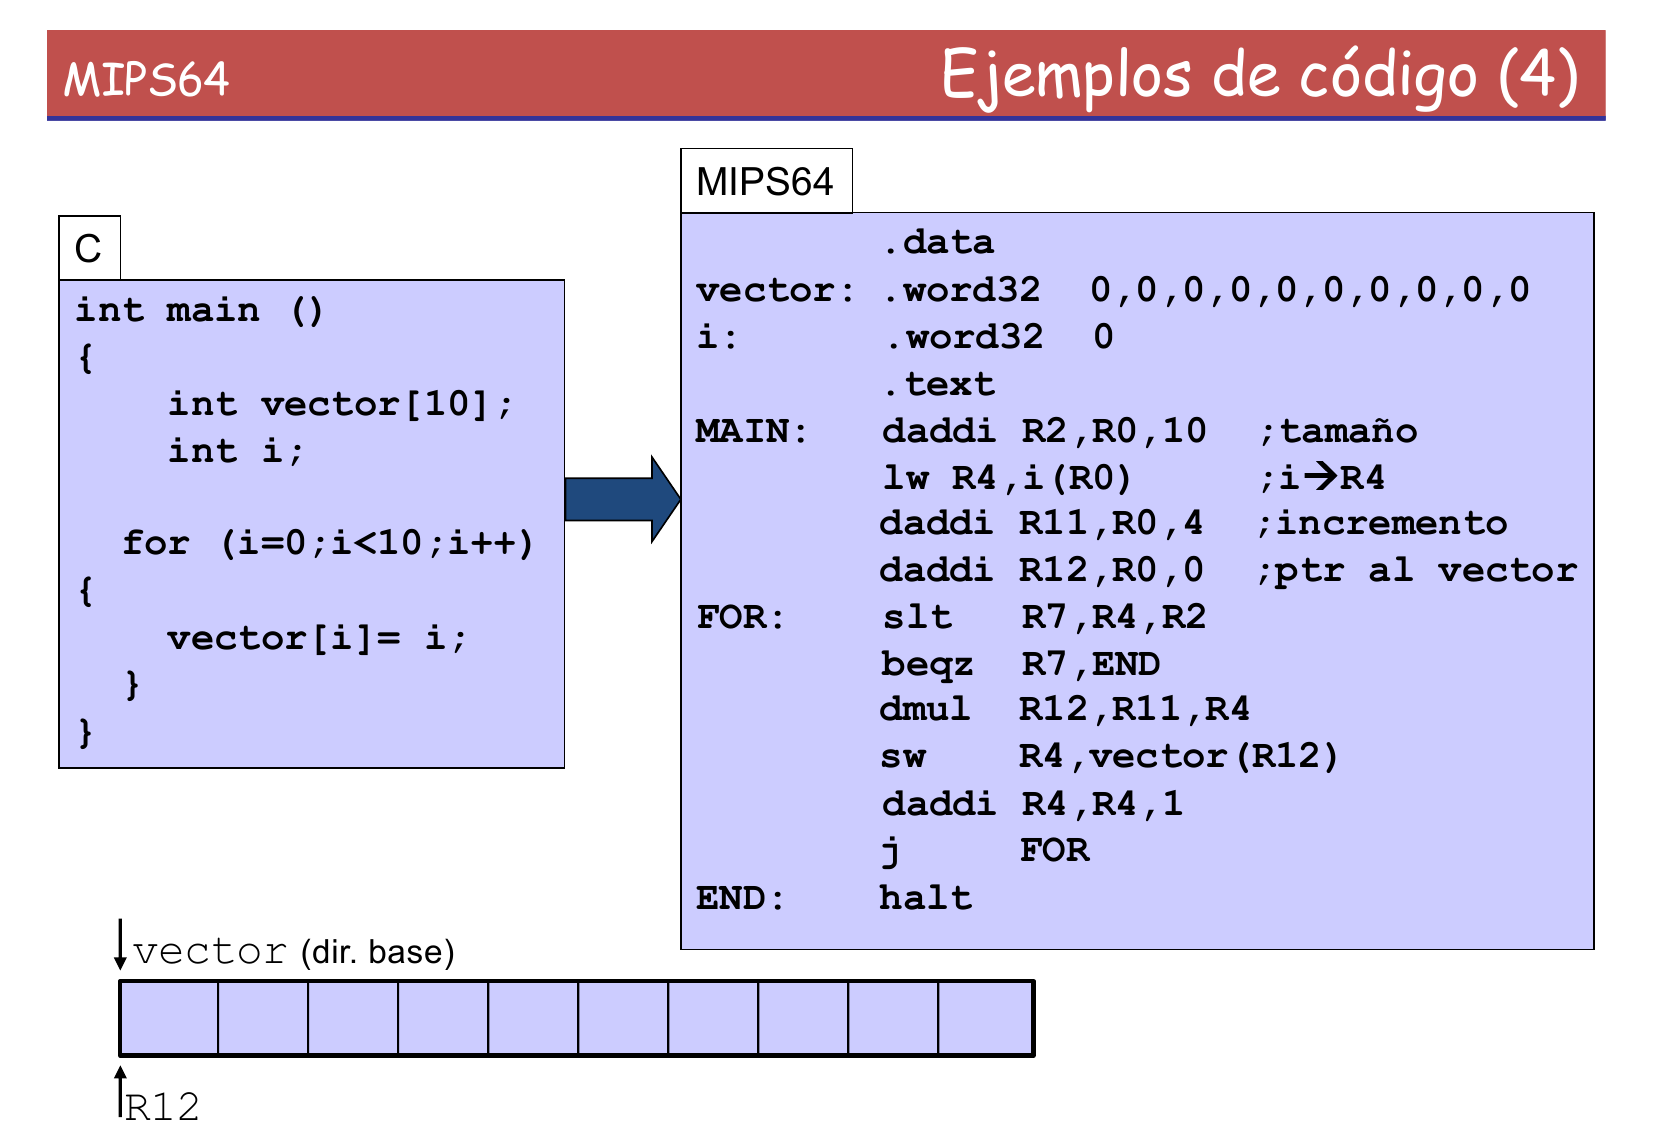 MIPS64
Ejemplos de código (4)
C
int main ()
{
int vector[10];
int i;
for (i=0;i<10;i++)
{
vector[i]= i;
}
}
MIPS64
.data
vector: .word32 0,0,0,0,0,0,0,0,0,0
i: .word32 0
.text
MAIN: daddi R2,R0,10 ;tamaño
lw R4,i(R0) ;i→R4
daddi R11,R0,4 ;incremento
daddi R12,R0,0 ;ptr al vector
FOR: slt R7,R4,R2
beqz R7,END
dmul R12,R11,R4
sw R4,vector(R12)
daddi R4,R4,1
j FOR
END: halt
vector (dir. base)
R12